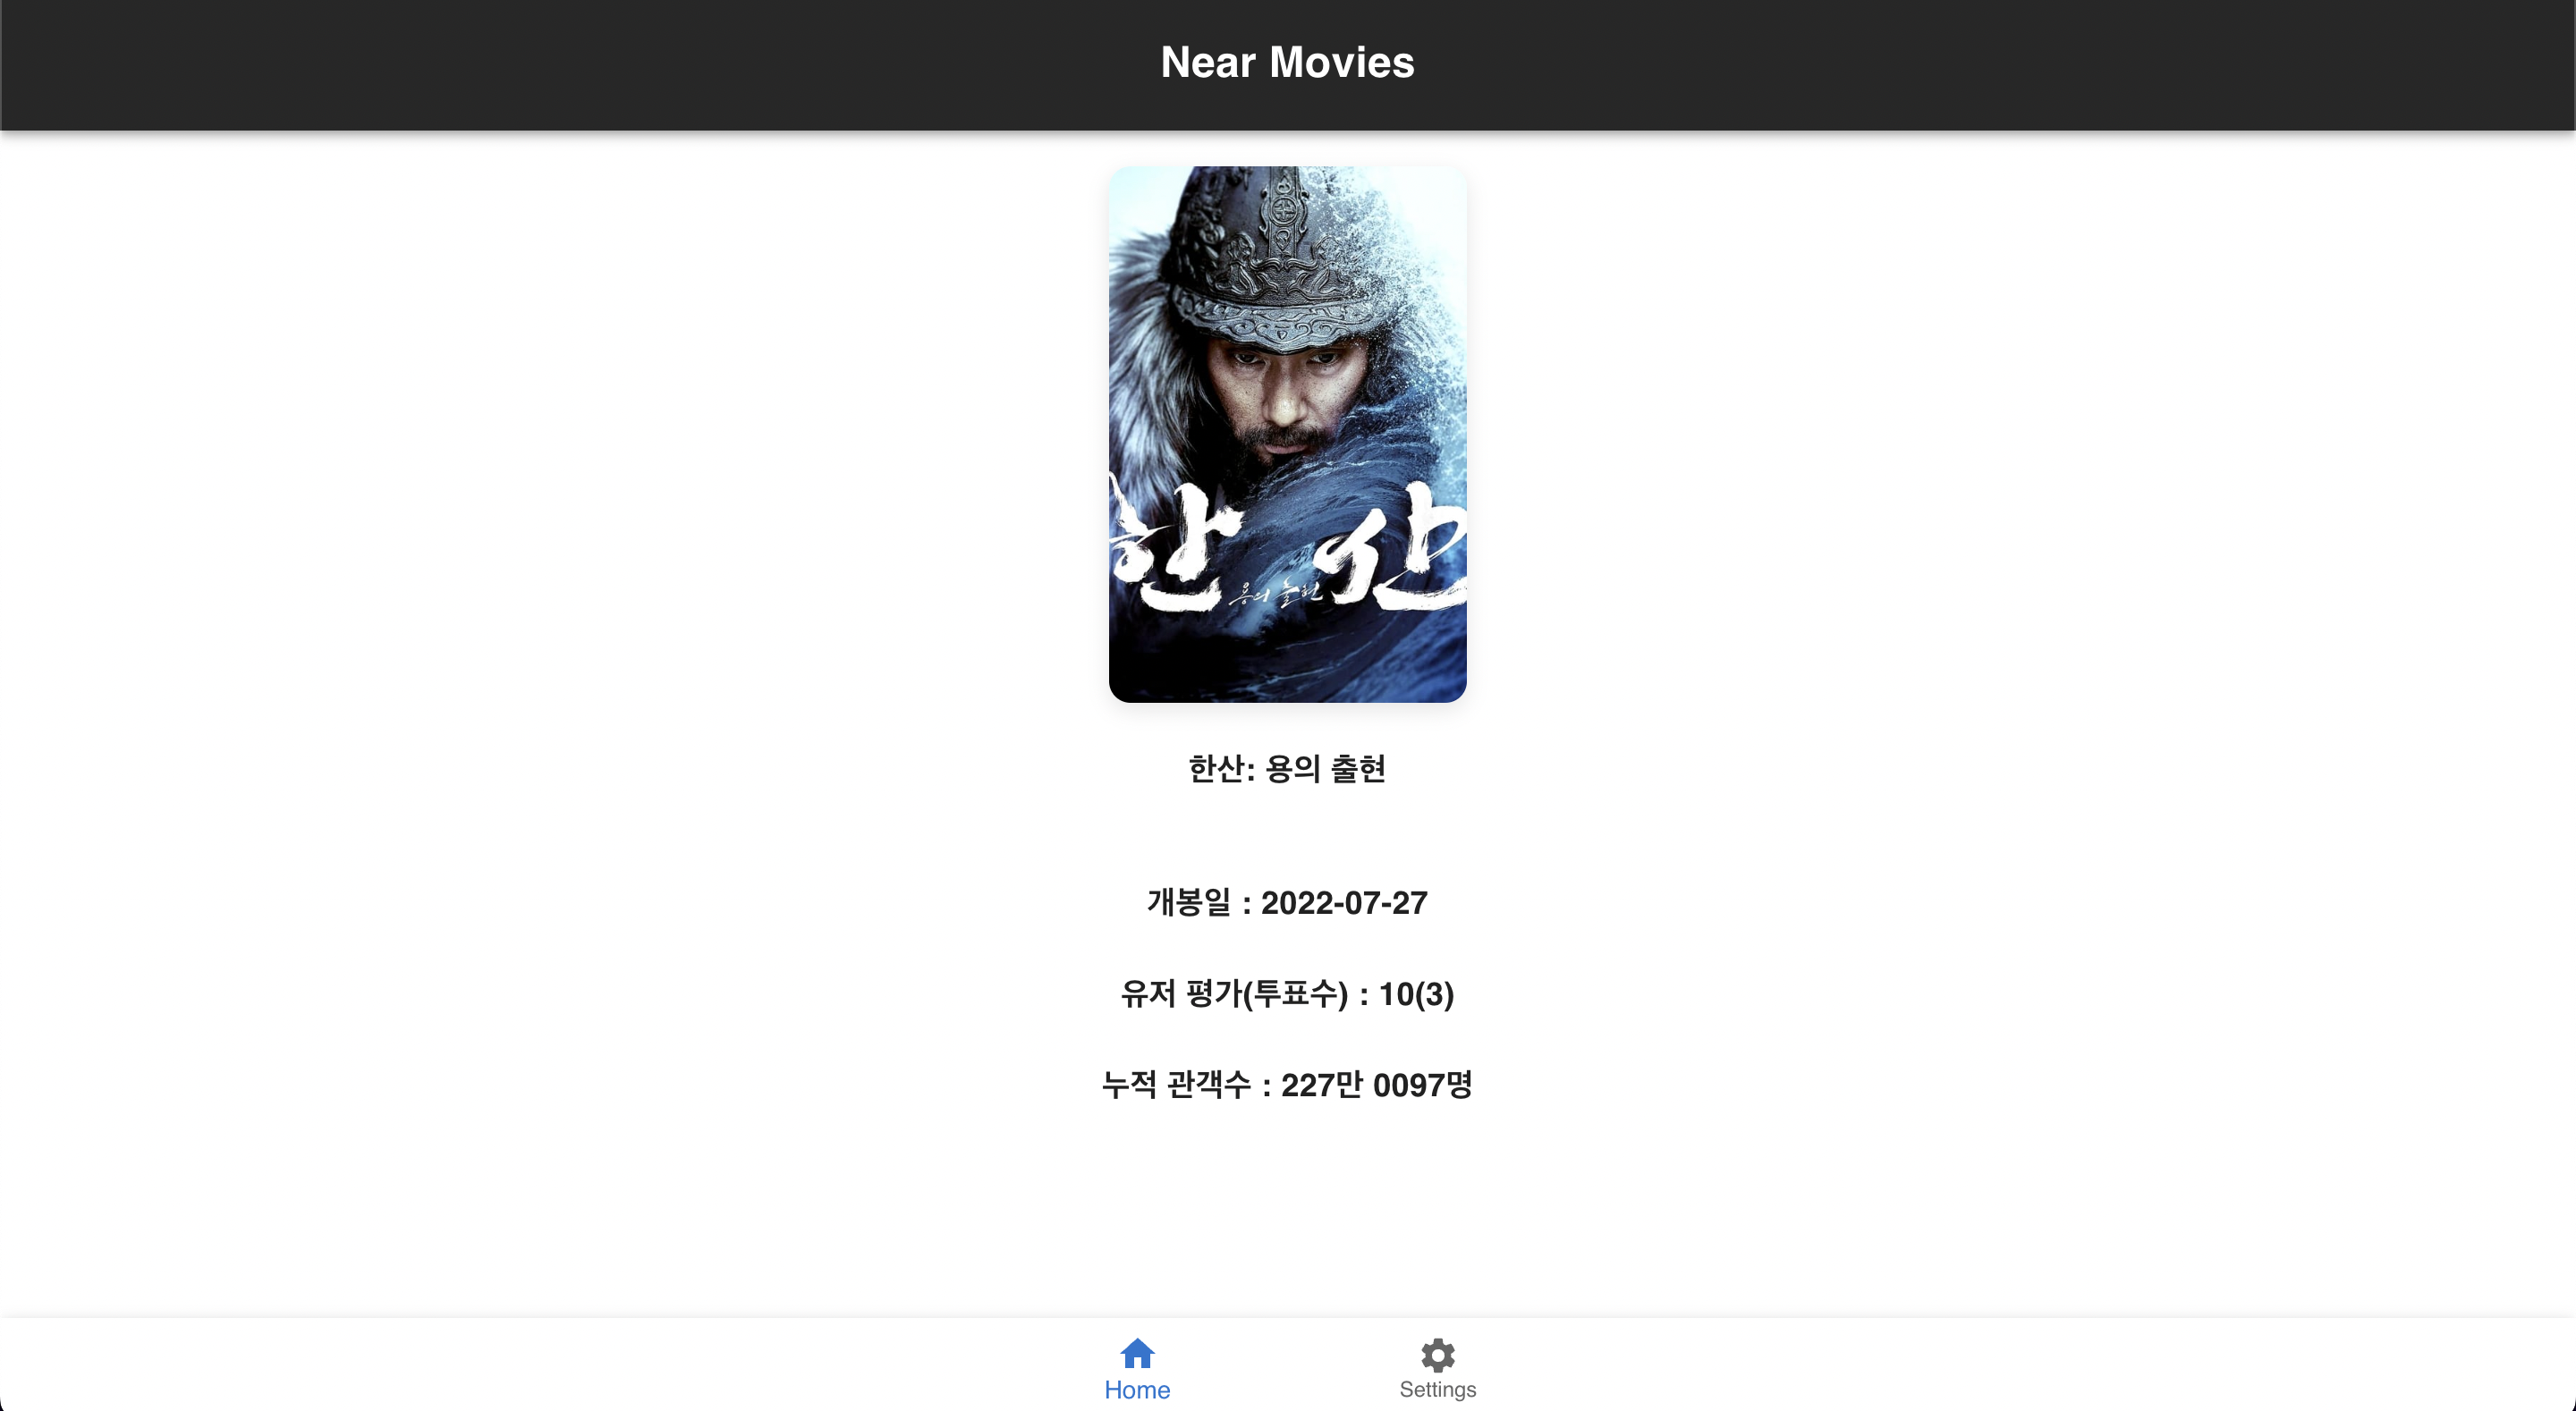 Near Movies
한산
용의 출현
한산: 용의 출현
개봉일 : 2022-07-27
유저 평가(투표수) : 10(3)
누적 관객수 : 227만 0097명
Home
Settings